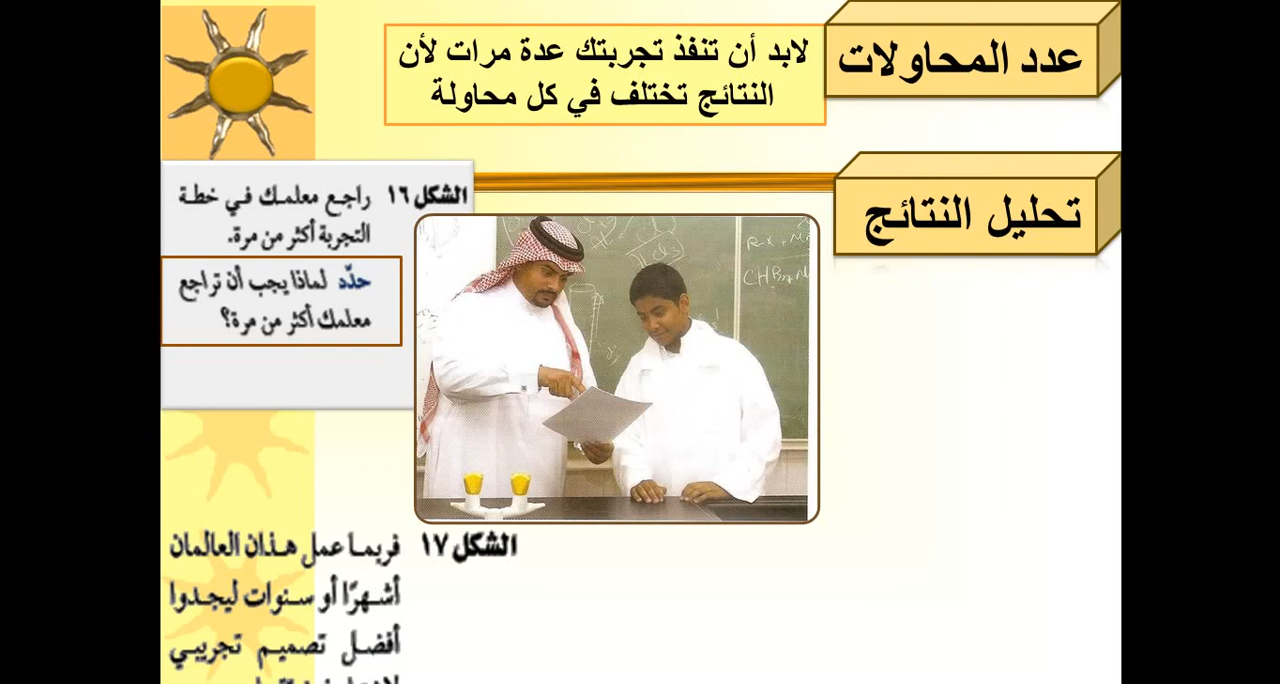 عدد المحاولات
لابد أن تنفذ تجربتك عدة مرات لأن
النتائج تختلف في كل محاولة
تحليل النتائج
الشكل ١٦ راجع معلمك في خطة
التجربة أكثر من مرة.
حدّد لماذا يجب أن تراجع
معلمك أكثر من مرة؟
الشكل ١٧ فربما عمل هذان العالمان
أشهرًا أو سنوات ليجدوا
أفضل تصميم تجريبي